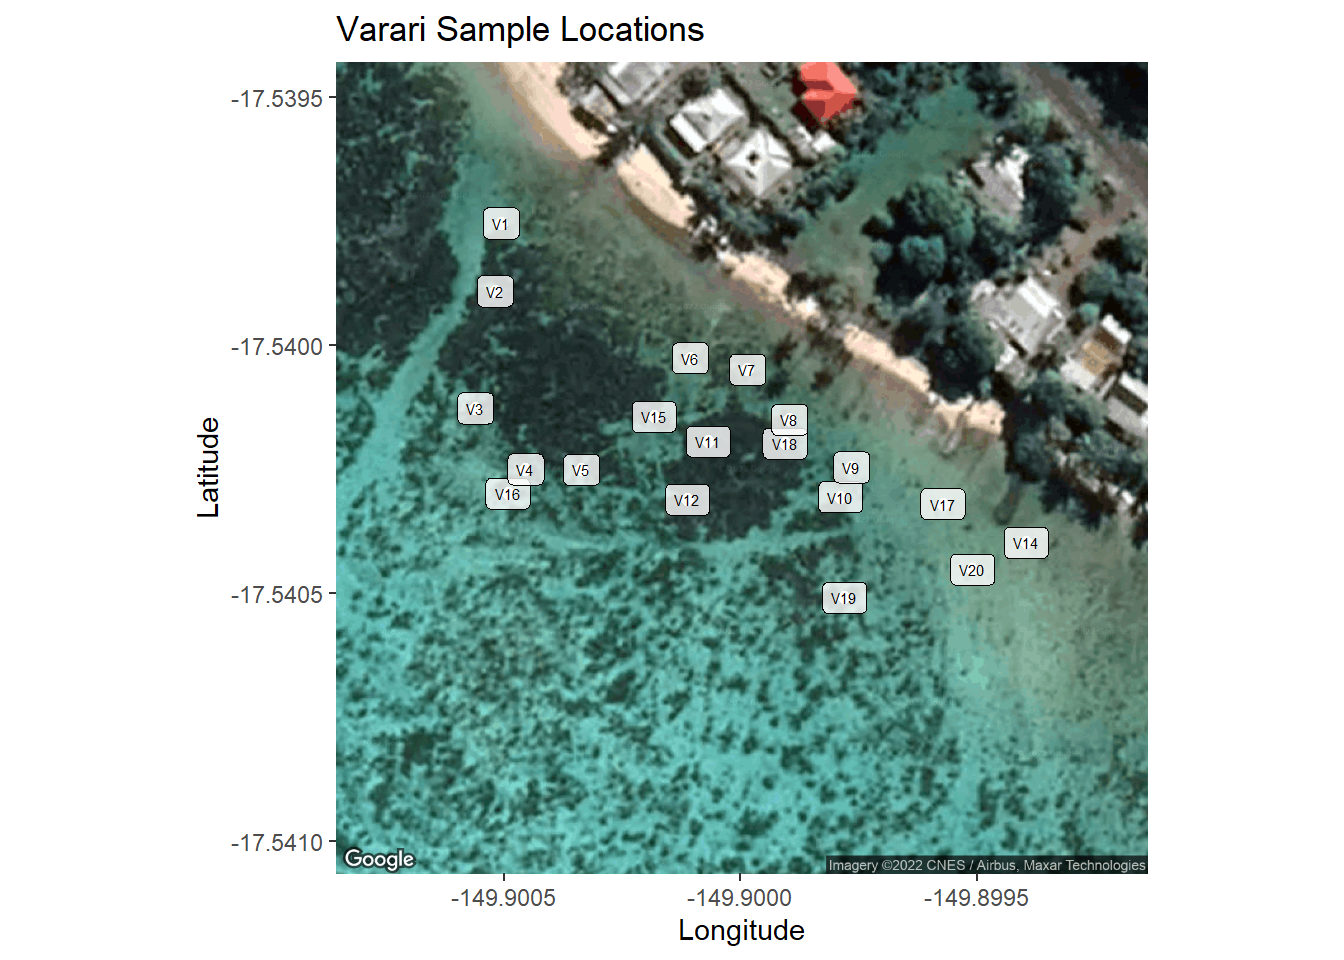 Varari Sample Locations
-17.5395
-17.5400
-17.5405
-17.5410
Latitude
V1
V2
V6
V7
V3
V15
V8
V11
V18
V4
V5
V9
V16
V12
V10
V17
V14
V20
V19
Google
Imagery ©2022 CNES / Airbus, Maxar Technologies
-149.9005
-149.9000
-149.8995
Longitude